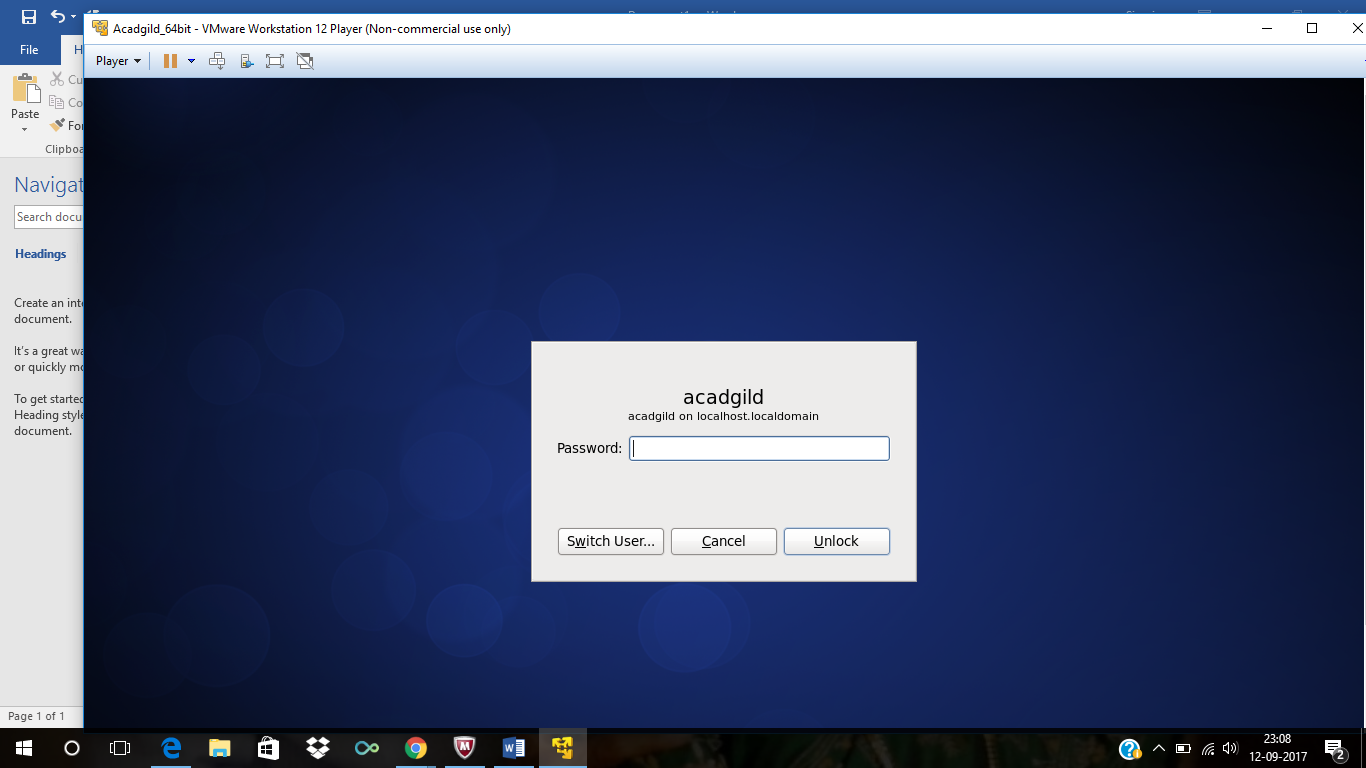 Acadgild_64bit - VMware Workstation 12 Player (Non-commercial use only)
File
Player
Paste
Clipboa
Navigat
Search docu
Headings
Create an inte
document.
It's a great wa
or quickly mo
To get started
Heading style
document.
acadgild
acadgild on localhost.localdomain
Password:
Switch User... Cancel Unlock
Page 1 of 1
23:08
12-09-2017
2